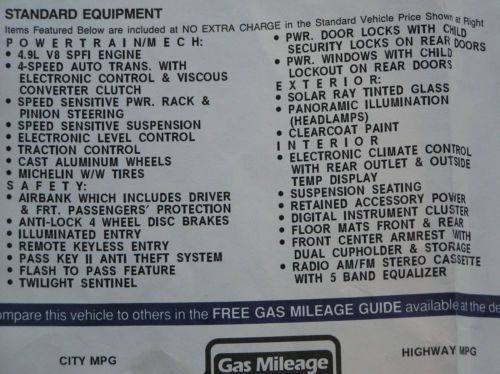 STANDARD EQUIPMENT
Items Featured Below are included at NO EXTRA CHARGE in the Standard Vehicle Price Shown at Right
POWERTRAIN/MECH:
• 4.9L V8 SPFI ENGINE
• 4-SPEED AUTO TRANS. WITH
ELECTRONIC CONTROL & VISCOUS
CONVERTER CLUTCH
• SPEED SENSITIVE PWR. RACK &
PINION STEERING
• SPEED SENSITIVE SUSPENSION
• ELECTRONIC LEVEL CONTROL
• TRACTION CONTROL
• CAST ALUMINUM WHEELS
• MICHELIN W/W TIRES
SAFETY:
• AIRBANK WHICH INCLUDES DRIVER
& FRT. PASSENGERS' PROTECTION
• ANTI-LOCK 4 WHEEL DISC BRAKES
• ILLUMINATED ENTRY
• REMOTE KEYLESS ENTRY
• PASS KEY II ANTI THEFT SYSTEM
• FLASH TO PASS FEATURE
• TWILIGHT SENTINEL
• PWR. DOOR LOCKS WITH CHILD
SECURITY LOCKS ON REAR DOORS
• PWR. WINDOWS WITH CHILD
LOCKOUT ON REAR DOORS
EXTERIOR:
• SOLAR RAY TINTED GLASS
• PANORAMIC ILLUMINATION
(HEADLAMPS)
• CLEARCOAT PAINT
INTERIOR
• ELECTRONIC CLIMATE CONTROL
WITH REAR OUTLET & OUTSIDE
TEMP DISPLAY
• SUSPENSION SEATING
• RETAINED ACCESSORY POWER
• DIGITAL INSTRUMENT CLUSTER
• FLOOR MATS FRONT & REAR
• FRONT CENTER ARMREST WITH
DUAL CUPHOLDER & STORAGE
• RADIO AM/FM STEREO CASSETTE
WITH 5 BAND EQUALIZER
ompare this vehicle to others in the FREE GAS MILEAGE GUIDE available at the de
CITY MPG
Gas Mileage
HIGHWAY MPG